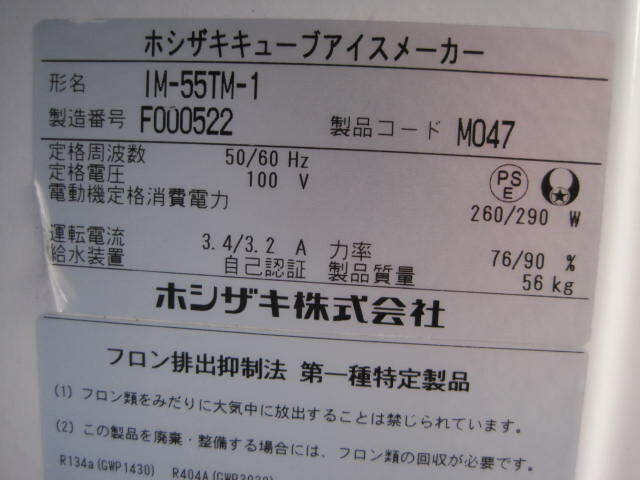 ホシザキキューブアイスメーカー
形名 IM-55TM-1
製造番号 F000522 製品コード M047
定格周波数 50/60 Hz
定格電圧 100 V
PS E
電動機定格消費電力 260/290 W
運転電流 3.4/3.2 A 力率 76/90 %
給水装置 自己認証 製品質量 56 kg
ホシザキ株式会社
フロン排出抑制法 第一種特定製品
(1) フロン類をみだりに大気中に放出することは禁じられています。
(2) この製品を廃棄・整備する場合には、フロン類の回収が必要です。
R134a(GWP1430) R404A